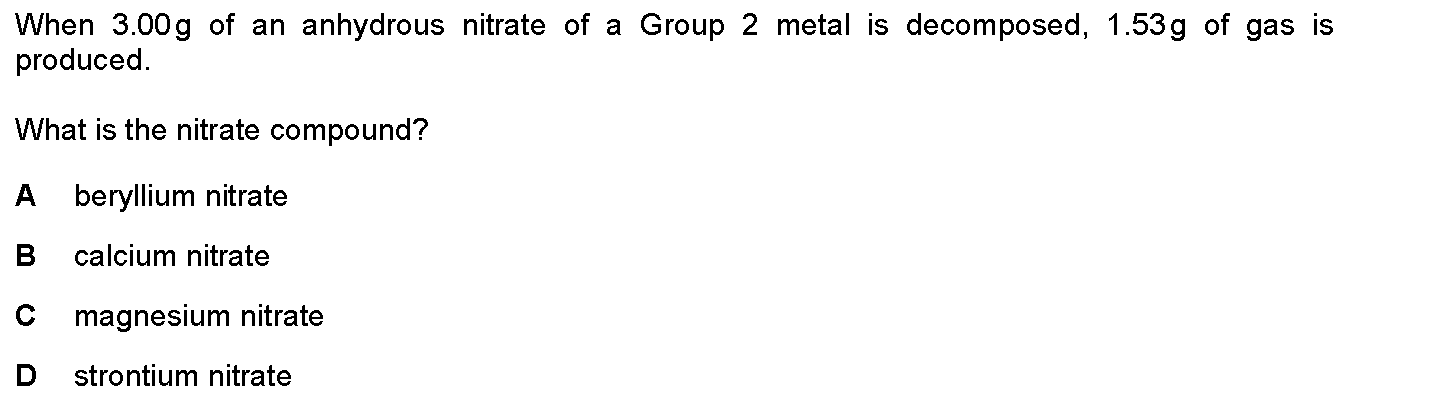 When 3.00 g of an anhydrous nitrate of a Group 2 metal is decomposed, 1.53 g of gas is
produced.
What is the nitrate compound?
A beryllium nitrate
B calcium nitrate
C magnesium nitrate
D strontium nitrate